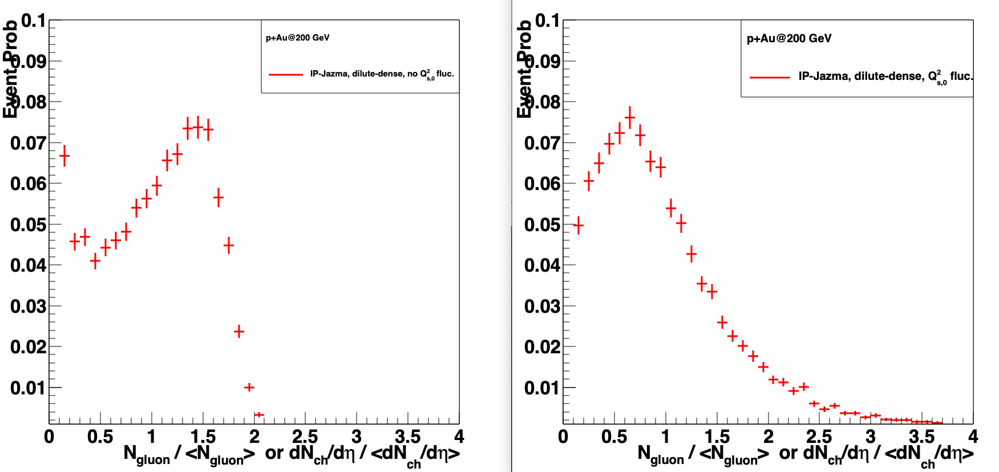 0.1
0.09
0.08
0.07
0.06
0.05
0.04
0.03
0.02
0.01
Event Prob
p+Au@200 GeV
IP-Jazma, dilute-dense, no Q²s,0 fluc.
0 0.5 1 1.5 2 2.5 3 3.5 4
Ngluon / <Ngluon> or dNch/dη / <dNch/dη>
0.1
0.09
0.08
0.07
0.06
0.05
0.04
0.03
0.02
0.01
Event Prob
p+Au@200 GeV
IP-Jazma, dilute-dense, Q²s,0 fluc.
0 0.5 1 1.5 2 2.5 3 3.5 4
Ngluon / <Ngluon> or dNch/dη / <dNch/dη>